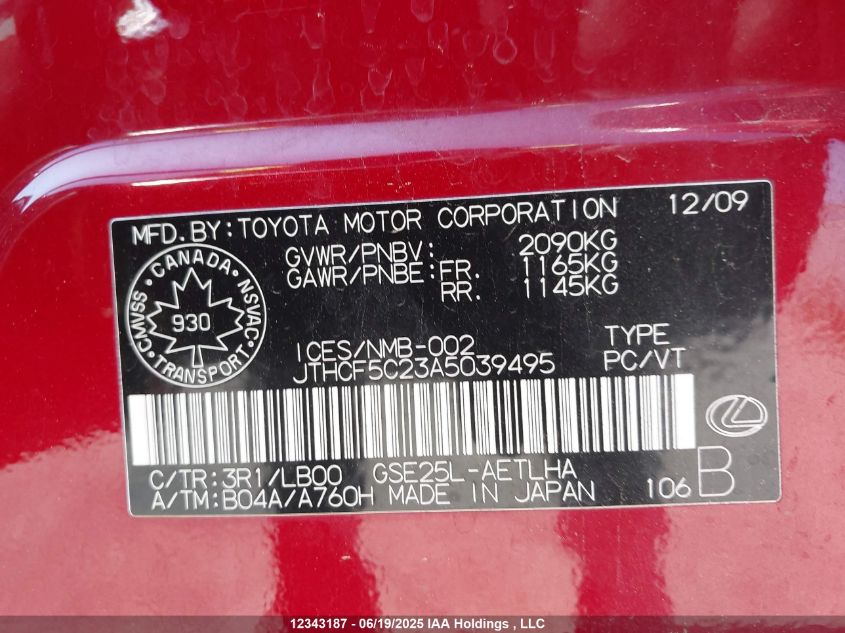 MFD.BY:TOYOTA MOTOR CORPORATION 12/09
GVWR/PNBV: 2090KG
GAWR/PNBE:FR. 1165KG
RR. 1145KG
CANADA
CMVSS NSVAC
930
TRANSPORT
ICES/NMB-002 TYPE
JTHCF5C23A5039495 PC/VT
C/TR:3R1/LB00 GSE25L-AETLHA
A/TM:B04A/A760H MADE IN JAPAN 106 B
12343187 - 06/19/2025 IAA Holdings , LLC